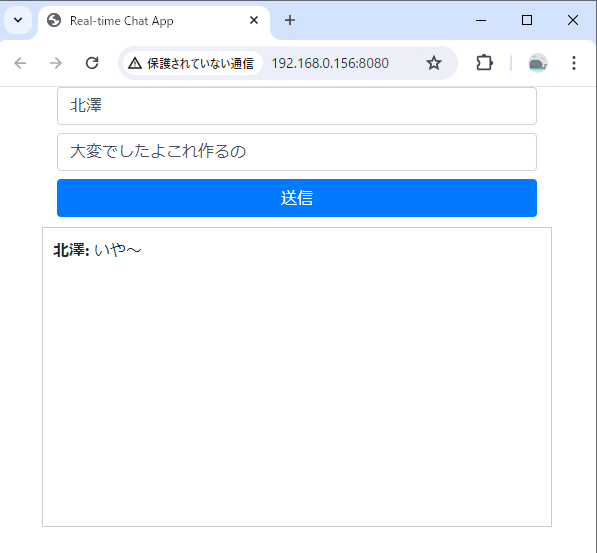 Real-time Chat App
保護されていない通信 192.168.0.156:8080
北澤
大変でしたよこれ作るの
送信
北澤: いや～